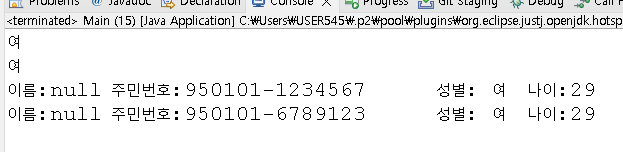 Problems Javadoc Declaration Console Progress Git Staging Debug Call H
<terminated> Main (15) [Java Application] C:₩Users₩USER545₩.p2₩pool₩plugins₩org.eclipse.justj.openjdk.hotsp
여
여
이름:null 주민번호:950101-1234567 성별: 여 나이:29
이름:null 주민번호:950101-6789123 성별: 여 나이:29